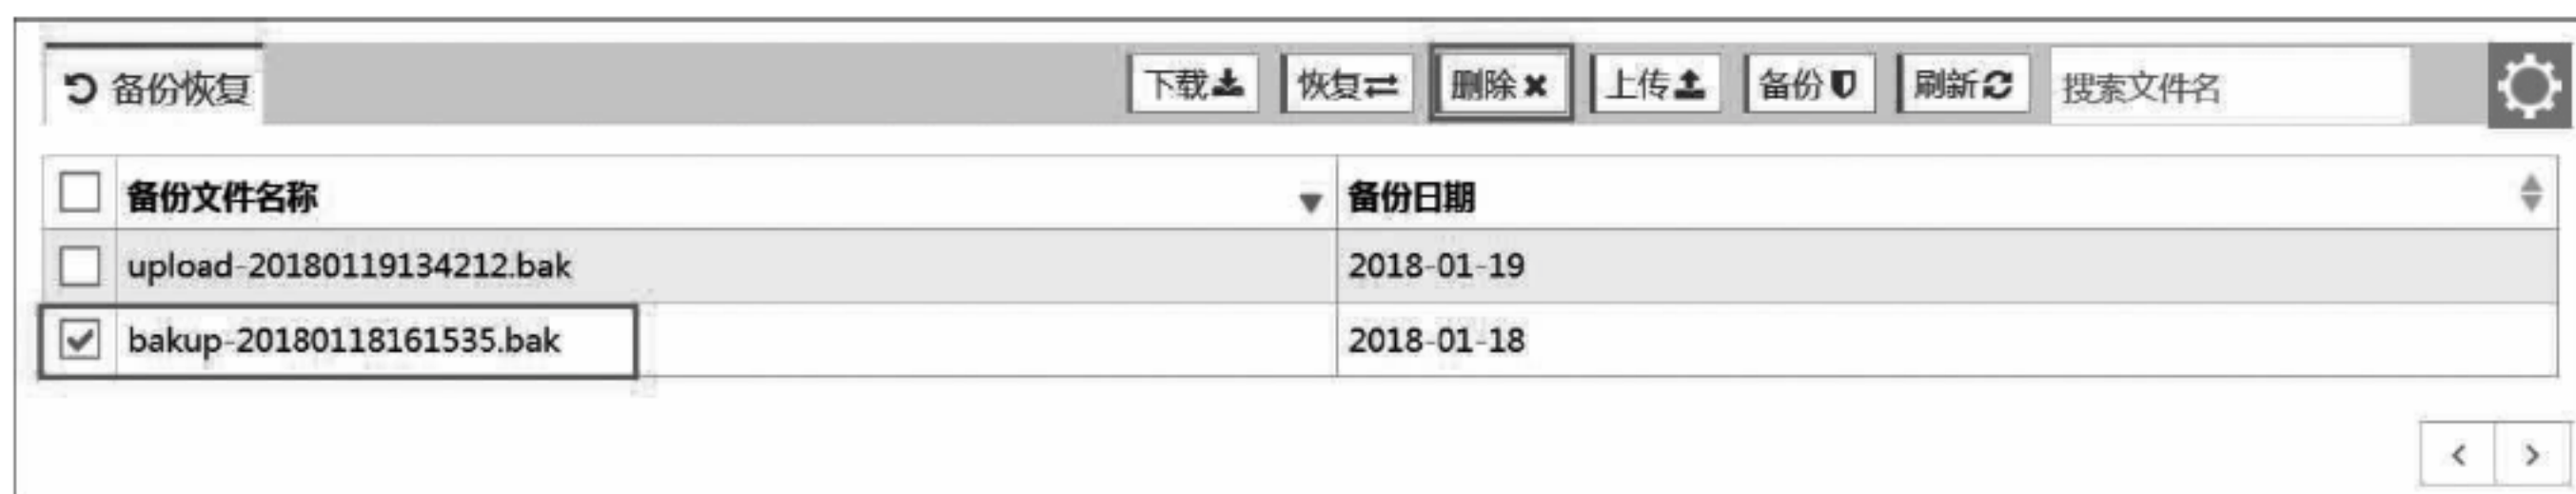 备份恢复 下载 恢复 删除 上传 备份 刷新 搜索文件名
备份文件名称 备份日期
upload-20180119134212.bak 2018-01-19
bakup-20180118161535.bak 2018-01-18